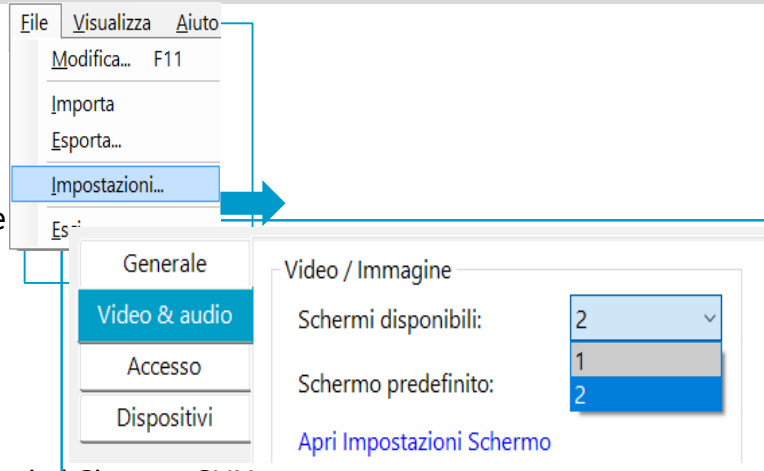 File Visualizza Aiuto
Modifica... F11
Importa
Esporta...
Impostazioni...
e
Generale
Video / Immagine
Video & audio
Schermi disponibili: 2
1
Accesso
Schermo predefinito:
2
Dispositivi
Apri Impostazioni Schermo